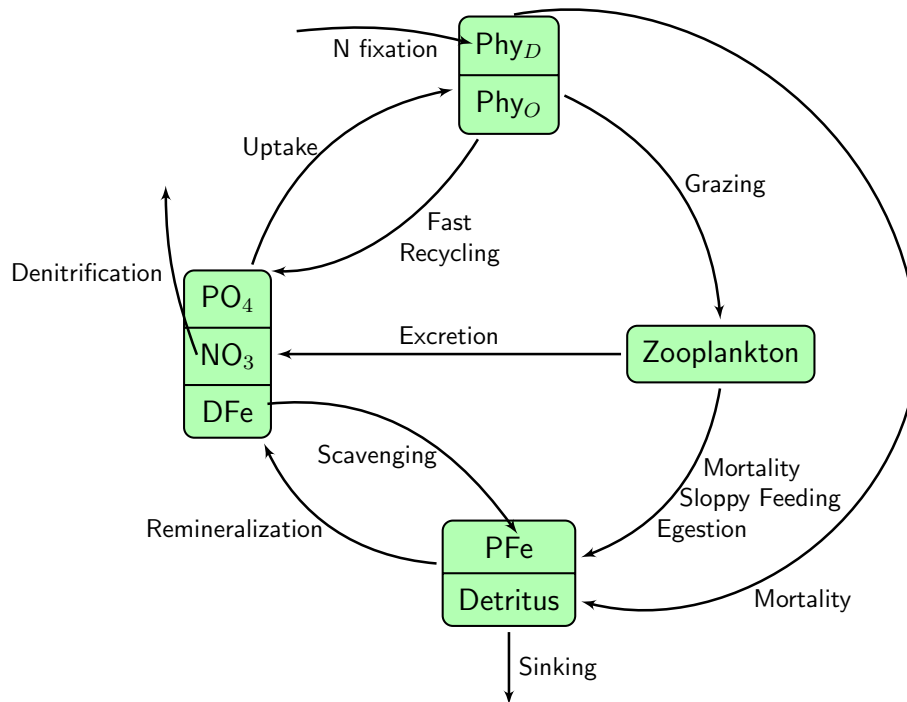 N fixation
Phy_D
Phy_O
Uptake
Grazing
Fast
Recycling
Denitrification
PO₄
NO₃
DFe
Excretion
Zooplankton
Scavenging
Mortality
Sloppy Feeding
Egestion
Remineralization
PFe
Detritus
Mortality
Sinking